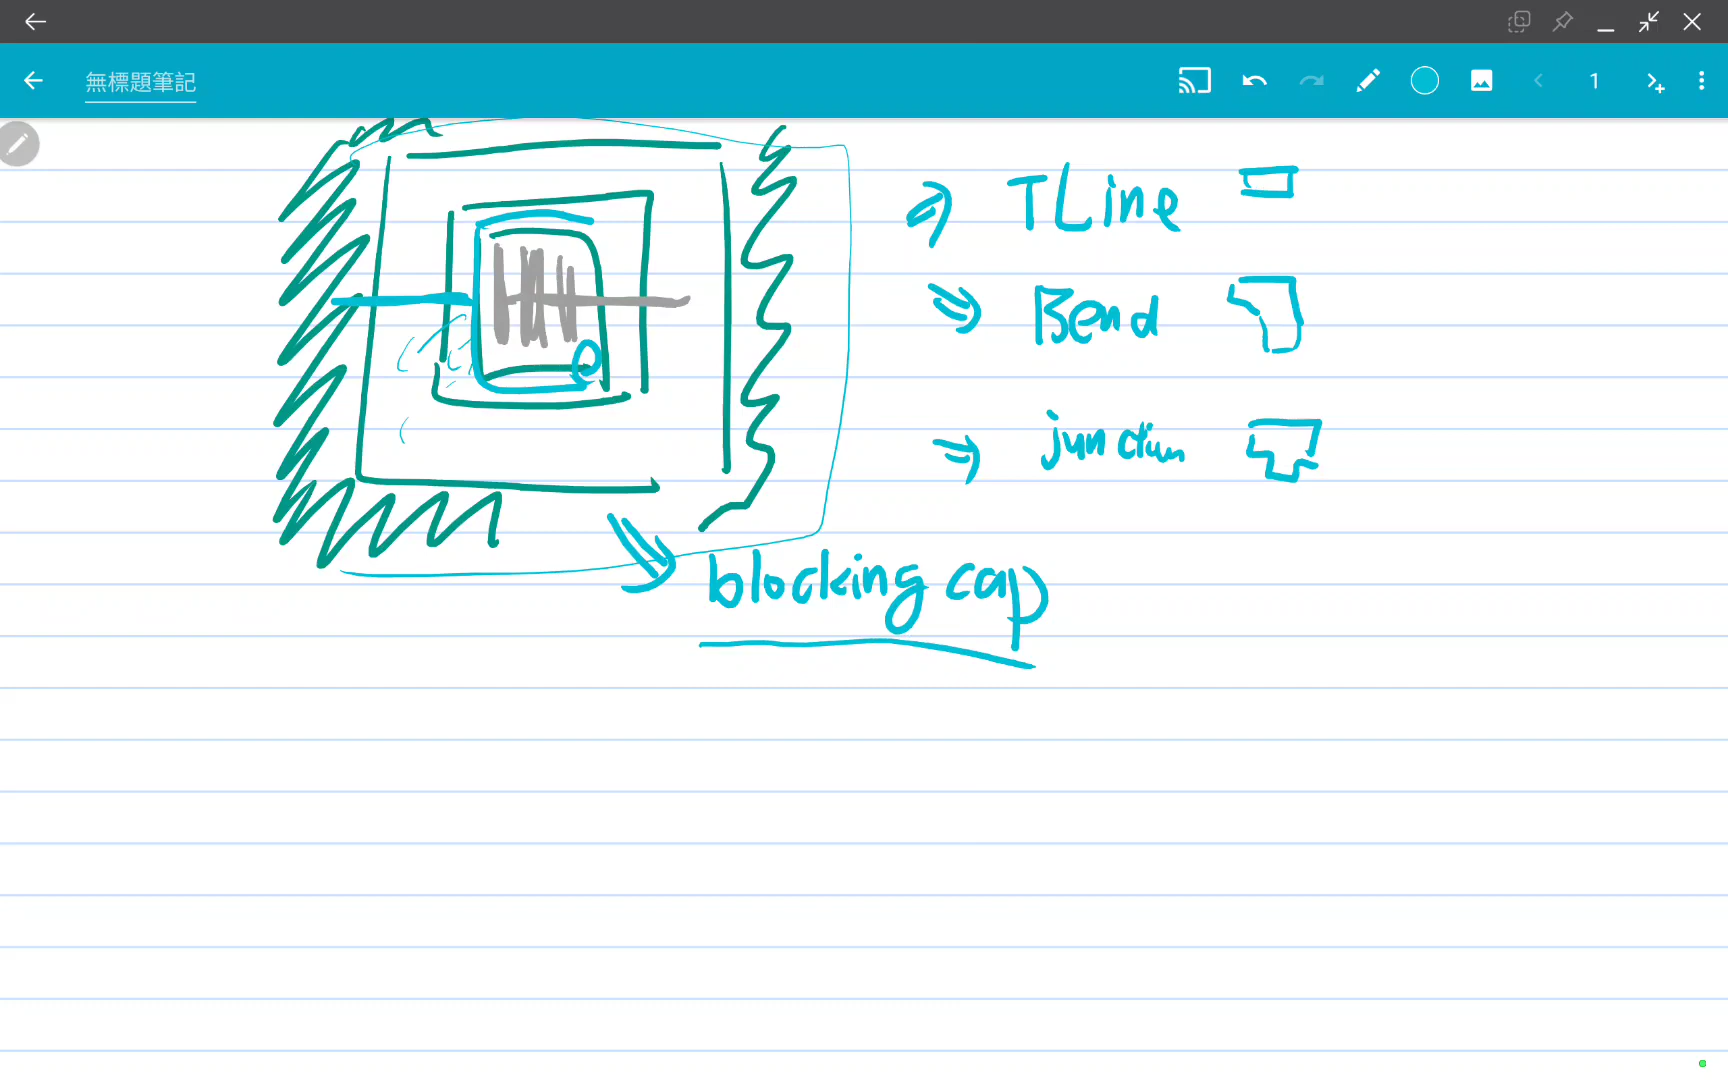 無標題筆記
1
TLine
Bend
junction
blocking cap